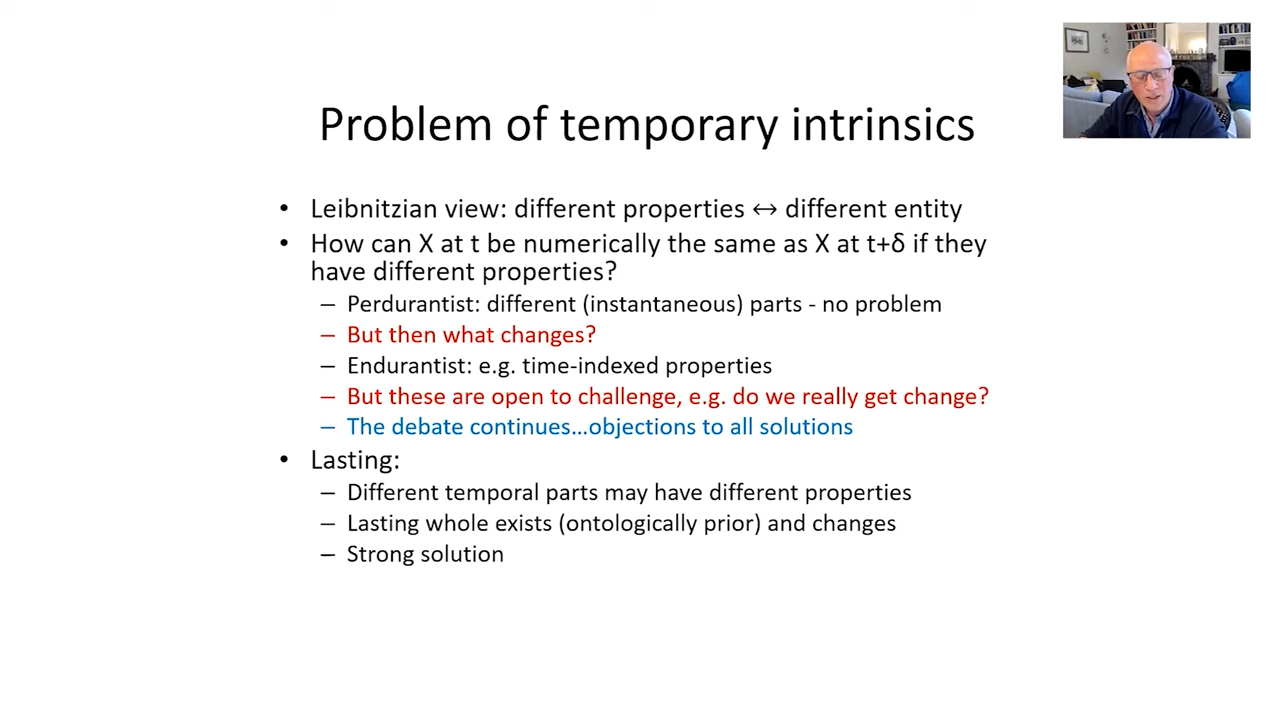 Problem of temporary intrinsics
• Leibnitzian view: different properties ↔ different entity
• How can X at t be numerically the same as X at t+δ if they
have different properties?
– Perdurantist: different (instantaneous) parts - no problem
– But then what changes?
– Endurantist: e.g. time-indexed properties
– But these are open to challenge, e.g. do we really get change?
– The debate continues…objections to all solutions
• Lasting:
– Different temporal parts may have different properties
– Lasting whole exists (ontologically prior) and changes
– Strong solution